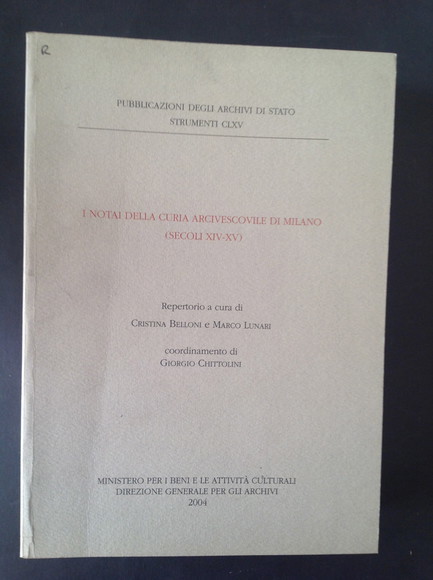 R
PUBBLICAZIONI DEGLI ARCHIVI DI STATO
STRUMENTI CLXV
I NOTAI DELLA CURIA ARCIVESCOVILE DI MILANO
(SECOLI XIV-XV)
Repertorio a cura di
CRISTINA BELLONI e MARCO LUNARI
coordinamento di
GIORGIO CHITTOLINI
MINISTERO PER I BENI E LE ATTIVITÀ CULTURALI
DIREZIONE GENERALE PER GLI ARCHIVI
2004